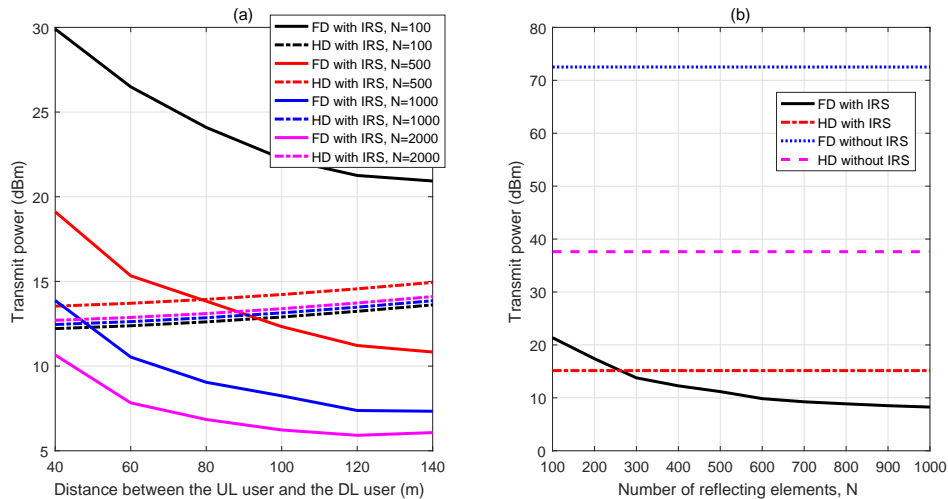 (a)
30
25
20
15
10
5
Transmit power (dBm)
FD with IRS, N=100
HD with IRS, N=100
FD with IRS, N=500
HD with IRS, N=500
FD with IRS, N=1000
HD with IRS, N=1000
FD with IRS, N=2000
HD with IRS, N=2000
40 60 80 100 120 140
Distance between the UL user and the DL user (m)
(b)
80
70
60
50
40
30
20
10
0
Transmit power (dBm)
FD with IRS
HD with IRS
FD without IRS
HD without IRS
100 200 300 400 500 600 700 800 900 1000
Number of reflecting elements, N